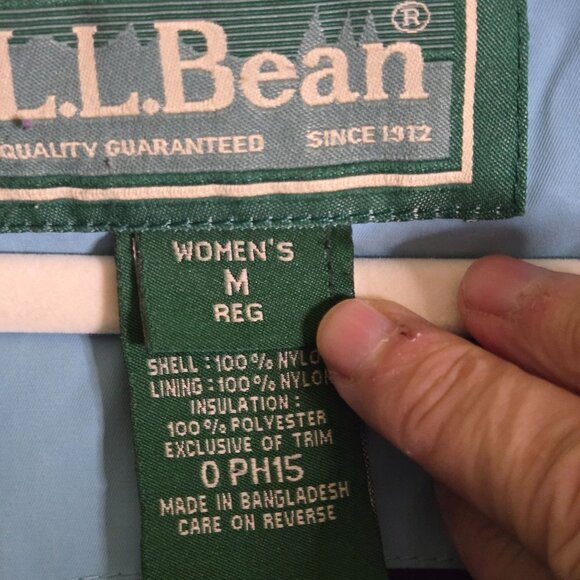 L.L.Bean®
QUALITY GUARANTEED SINCE 1912
WOMEN'S
M
REG
SHELL : 100% NYLON
LINING : 100% NYLON
INSULATION :
100% POLYESTER
EXCLUSIVE OF TRIM
0 PH15
MADE IN BANGLADESH
CARE ON REVERSE